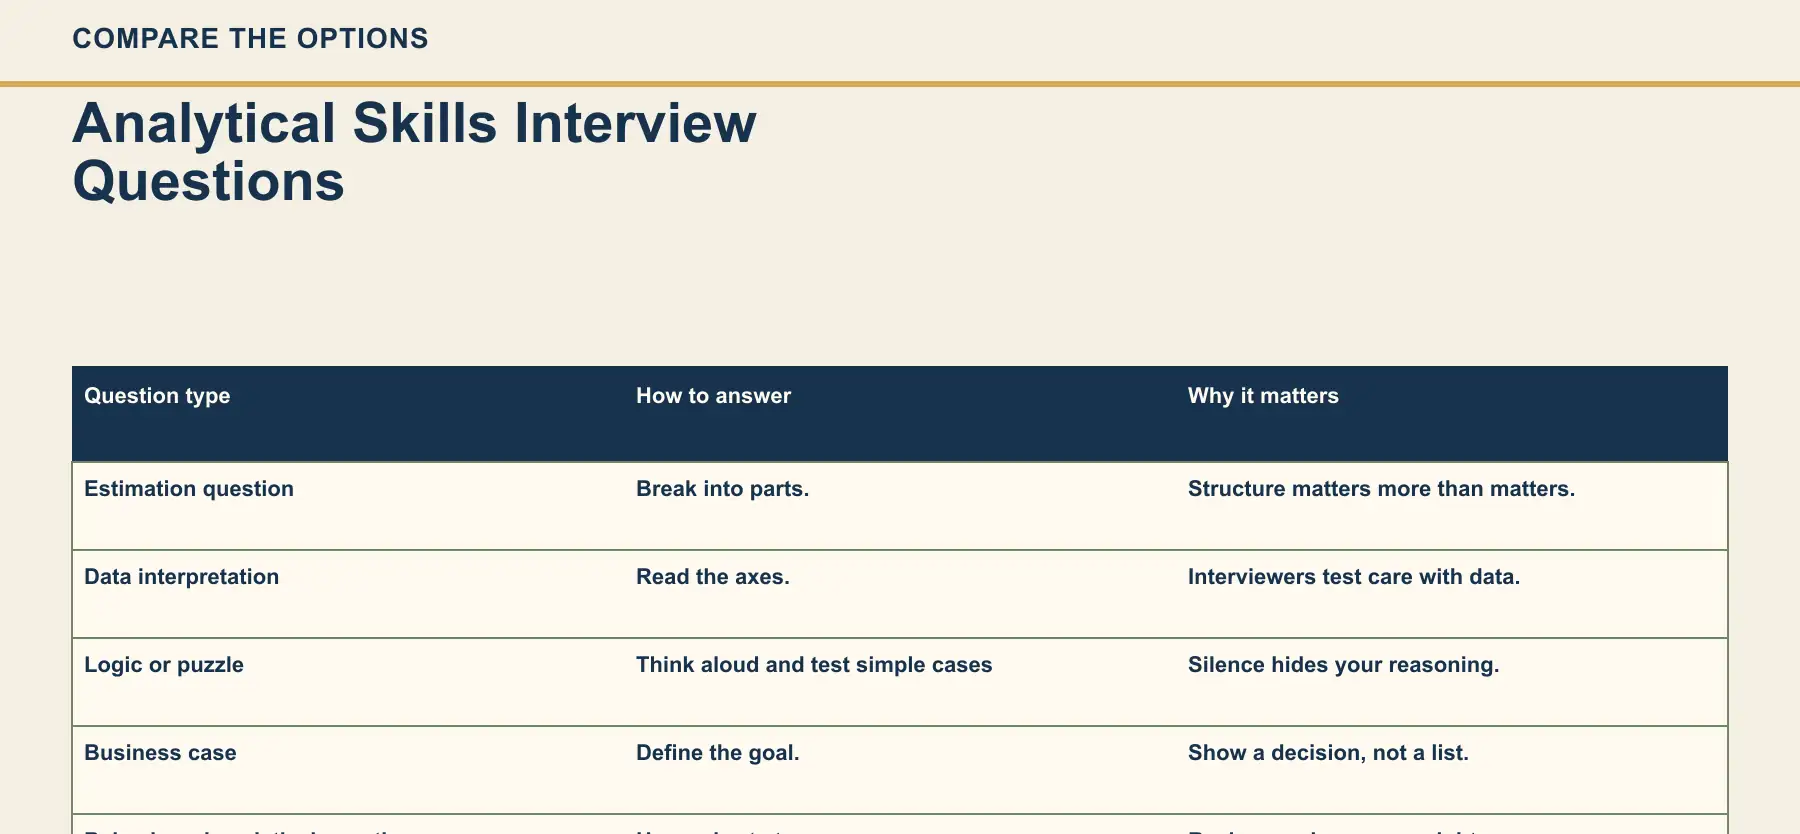 COMPARE THE OPTIONS
Analytical Skills Interview
Questions
Question type How to answer Why it matters
Estimation question Break into parts. Structure matters more than matters.
Data interpretation Read the axes. Interviewers test care with data.
Logic or puzzle Think aloud and test simple cases Silence hides your reasoning.
Business case Define the goal. Show a decision, not a list.